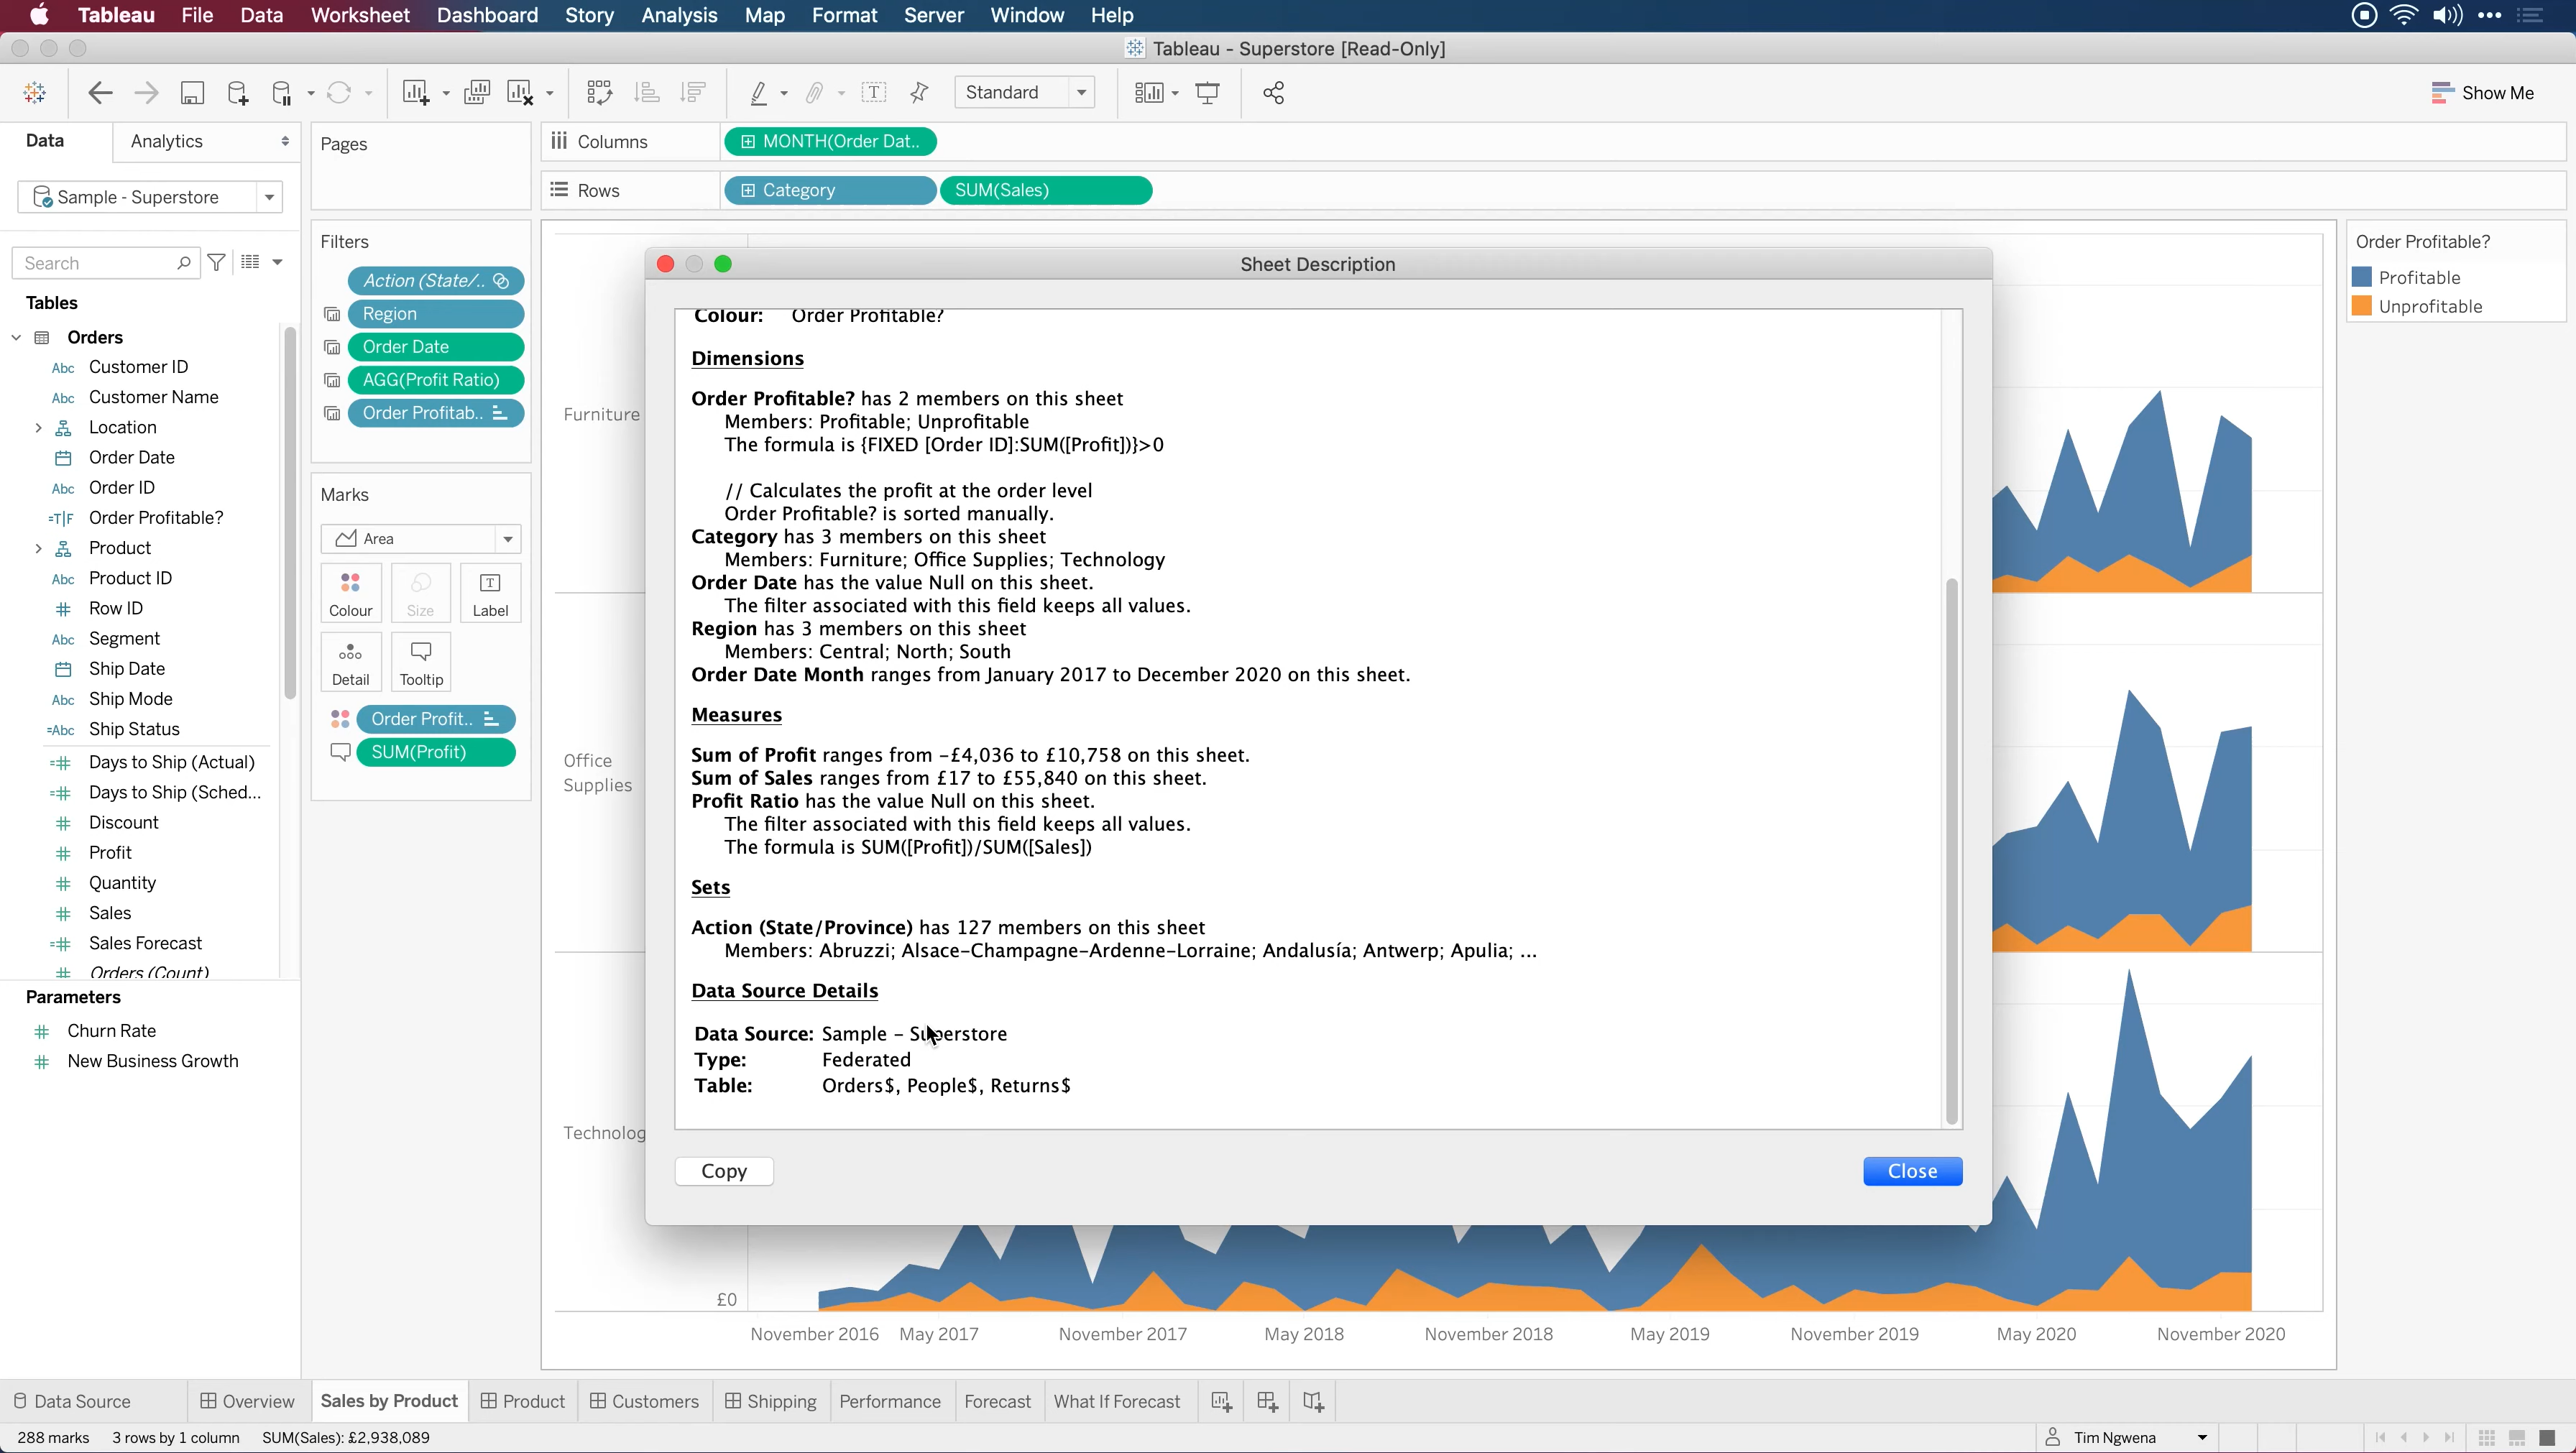 Tableau File Data Worksheet Dashboard Story Analysis Map Format Server Window Help
Tableau - Superstore [Read-Only]
Standard
Show Me
Data
Analytics
Sample - Superstore
Search
Tables
Orders
Customer ID
Abc
Customer Name
Abc
Location
Order Date
Abc
Order ID
=T|F
Order Profitable?
Product
Abc
Product ID
Row ID
Abc
Segment
Ship Date
Abc
Ship Mode
=Abc
Ship Status
=#
Days to Ship (Actual)
=#
Days to Ship (Sched...
#
Discount
#
Profit
#
Quantity
#
Sales
=#
Sales Forecast
#
Orders (Count)
Parameters
# Churn Rate
# New Business Growth
Pages
Filters
Action (State/..
Region
Order Date
AGG(Profit Ratio)
Order Profitab..
Marks
Area
Colour
Size
Label
Detail
Tooltip
Order Profit..
SUM(Profit)
Columns
MONTH(Order Dat..
Rows
Category
SUM(Sales)
Furniture
Office
Supplies
Technolog
£0
November 2016 May 2017 November 2017 May 2018 November 2018 May 2019 November 2019 May 2020 November 2020
Sheet Description
Colour: Order Profitable?
Dimensions
Order Profitable? has 2 members on this sheet
Members: Profitable; Unprofitable
The formula is {FIXED [Order ID]:SUM([Profit])}>0
// Calculates the profit at the order level
Order Profitable? is sorted manually.
Category has 3 members on this sheet
Members: Furniture; Office Supplies; Technology
Order Date has the value Null on this sheet.
The filter associated with this field keeps all values.
Region has 3 members on this sheet
Members: Central; North; South
Order Date Month ranges from January 2017 to December 2020 on this sheet.
Measures
Sum of Profit ranges from -£4,036 to £10,758 on this sheet.
Sum of Sales ranges from £17 to £55,840 on this sheet.
Profit Ratio has the value Null on this sheet.
The filter associated with this field keeps all values.
The formula is SUM([Profit])/SUM([Sales])
Sets
Action (State/Province) has 127 members on this sheet
Members: Abruzzi; Alsace-Champagne-Ardenne-Lorraine; Andalusía; Antwerp; Apulia; ...
Data Source Details
Data Source: Sample - Superstore
Type: Federated
Table: Orders$, People$, Returns$
Copy
Close
Order Profitable?
Profitable
Unprofitable
Data Source Overview Sales by Product Product Customers Shipping Performance Forecast What If Forecast
288 marks 3 rows by 1 column SUM(Sales): £2,938,089
Tim Ngwena